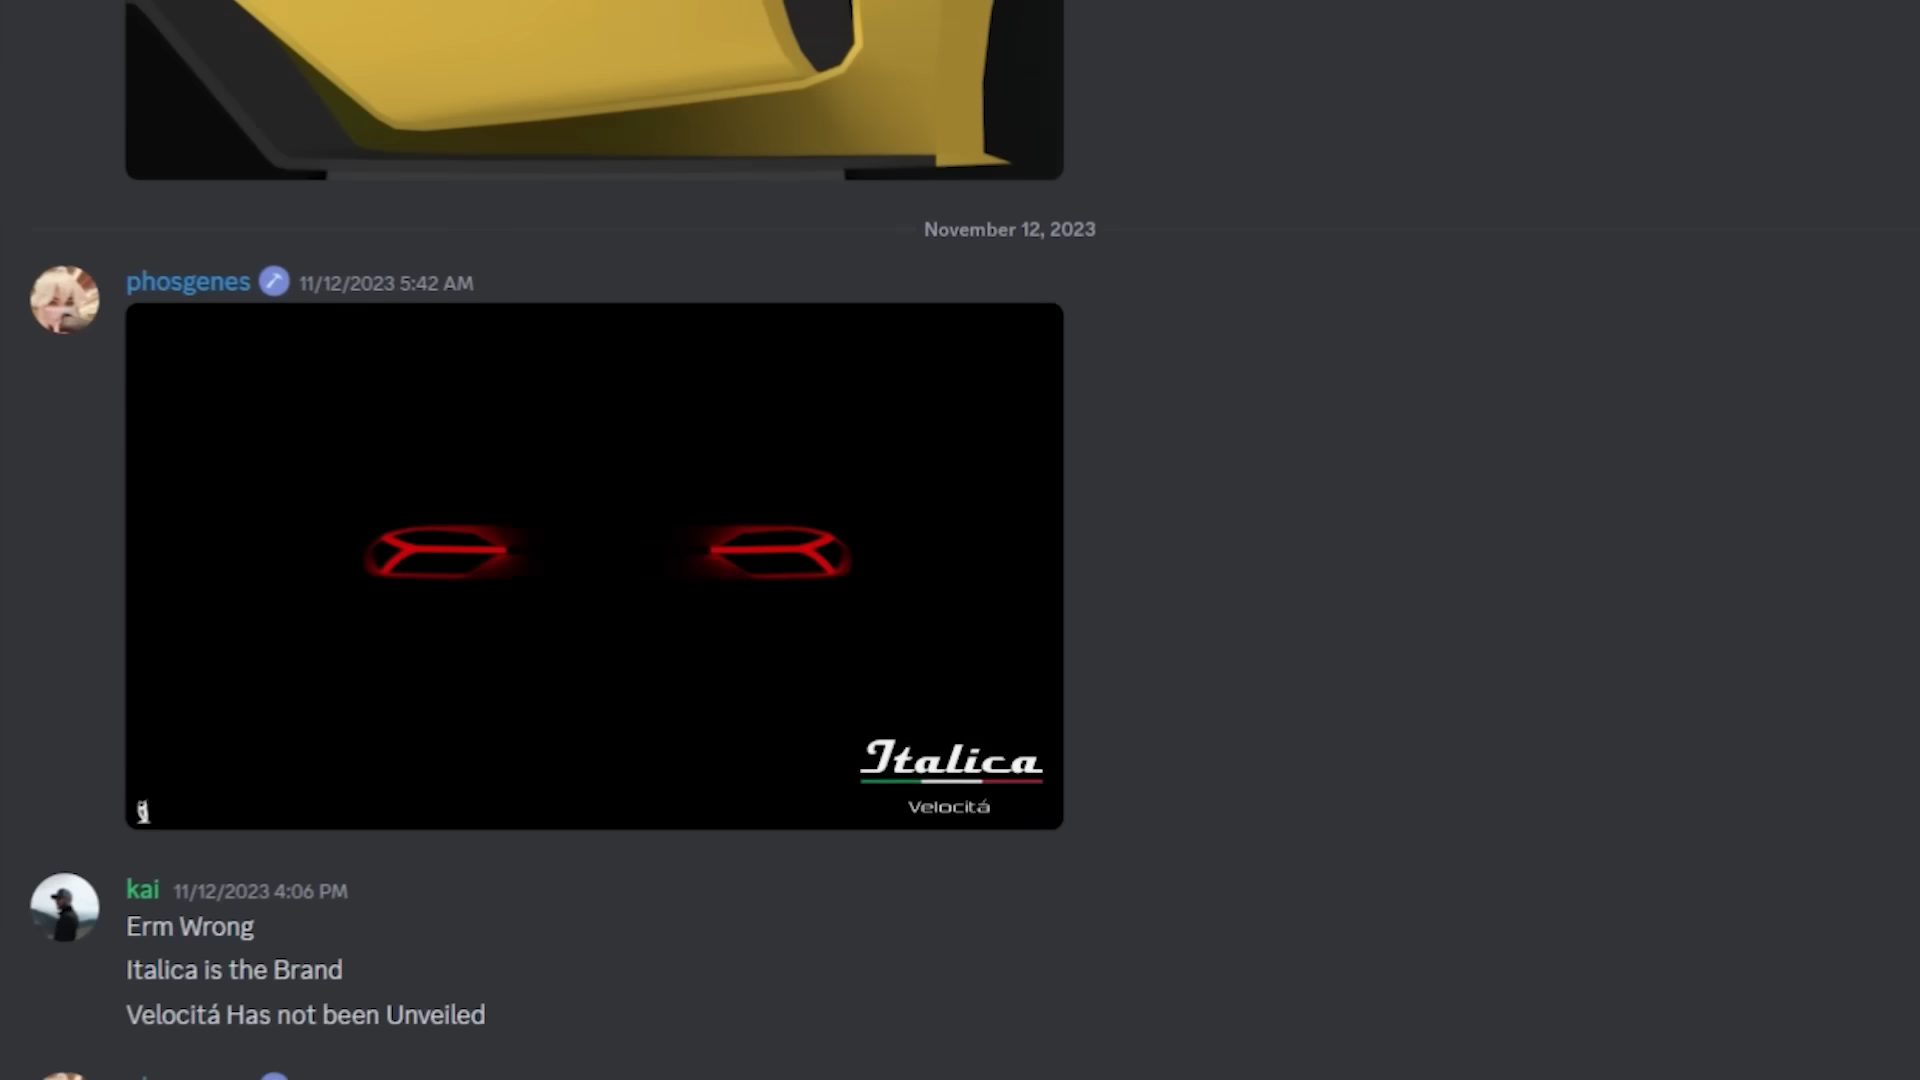 November 12, 2023
phosgenes 11/12/2023 5:42 AM
Italica
Velocitá
kai 11/12/2023 4:06 PM
Erm Wrong
Italica is the Brand
Velocitá Has not been Unveiled